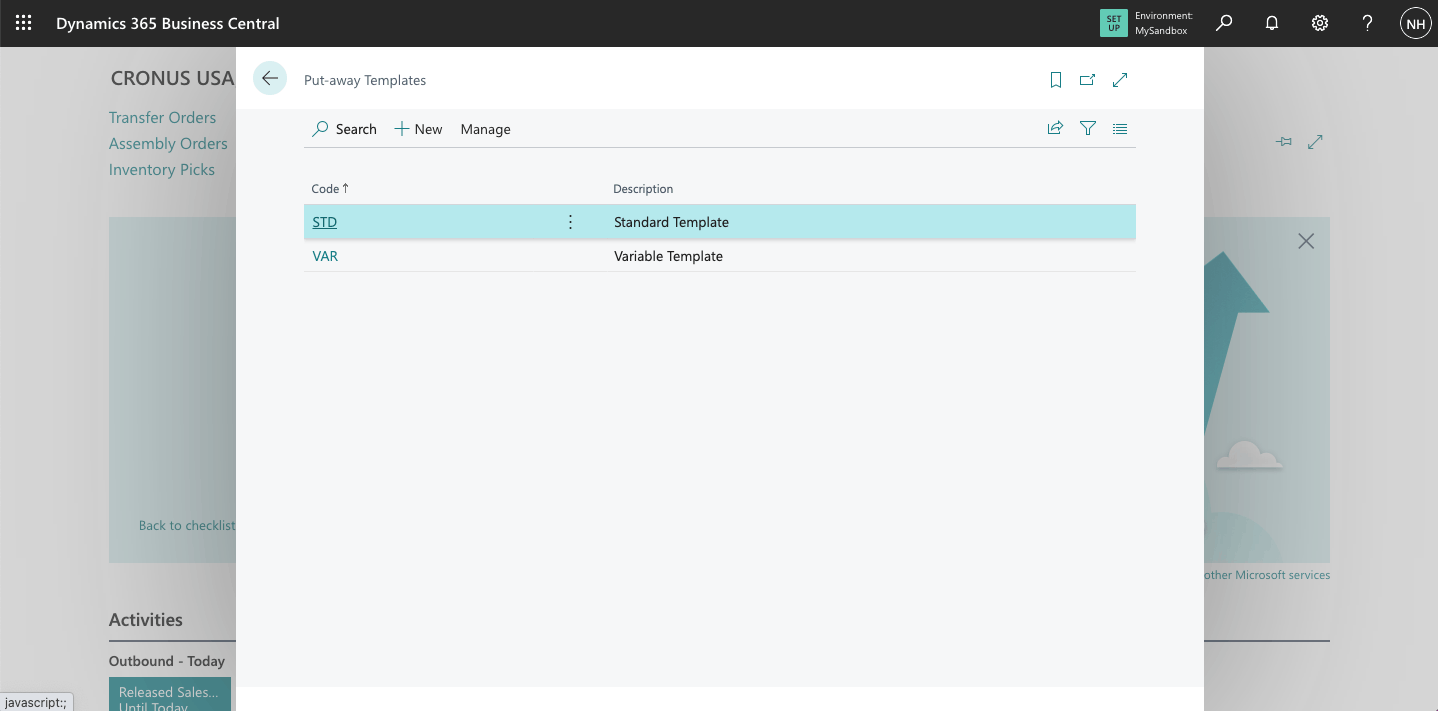 Dynamics 365 Business Central
SET UP
Environment:
MySandbox
?
NH
CRONUS USA
Transfer Orders
Assembly Orders
Inventory Picks
Put-away Templates
Search
New
Manage
Code ↑
Description
STD
Standard Template
VAR
Variable Template
Back to checklist
other Microsoft services
Activities
Outbound - Today
Released Sales...
Until Today
javascript:;